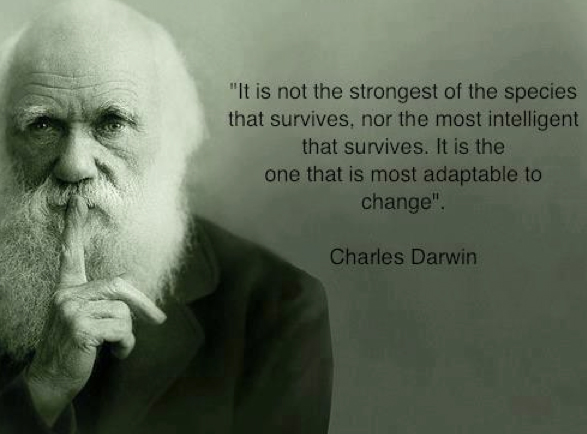 "It is not the strongest of the species
that survives, nor the most intelligent
that survives. It is the
one that is most adaptable to
change".
Charles Darwin